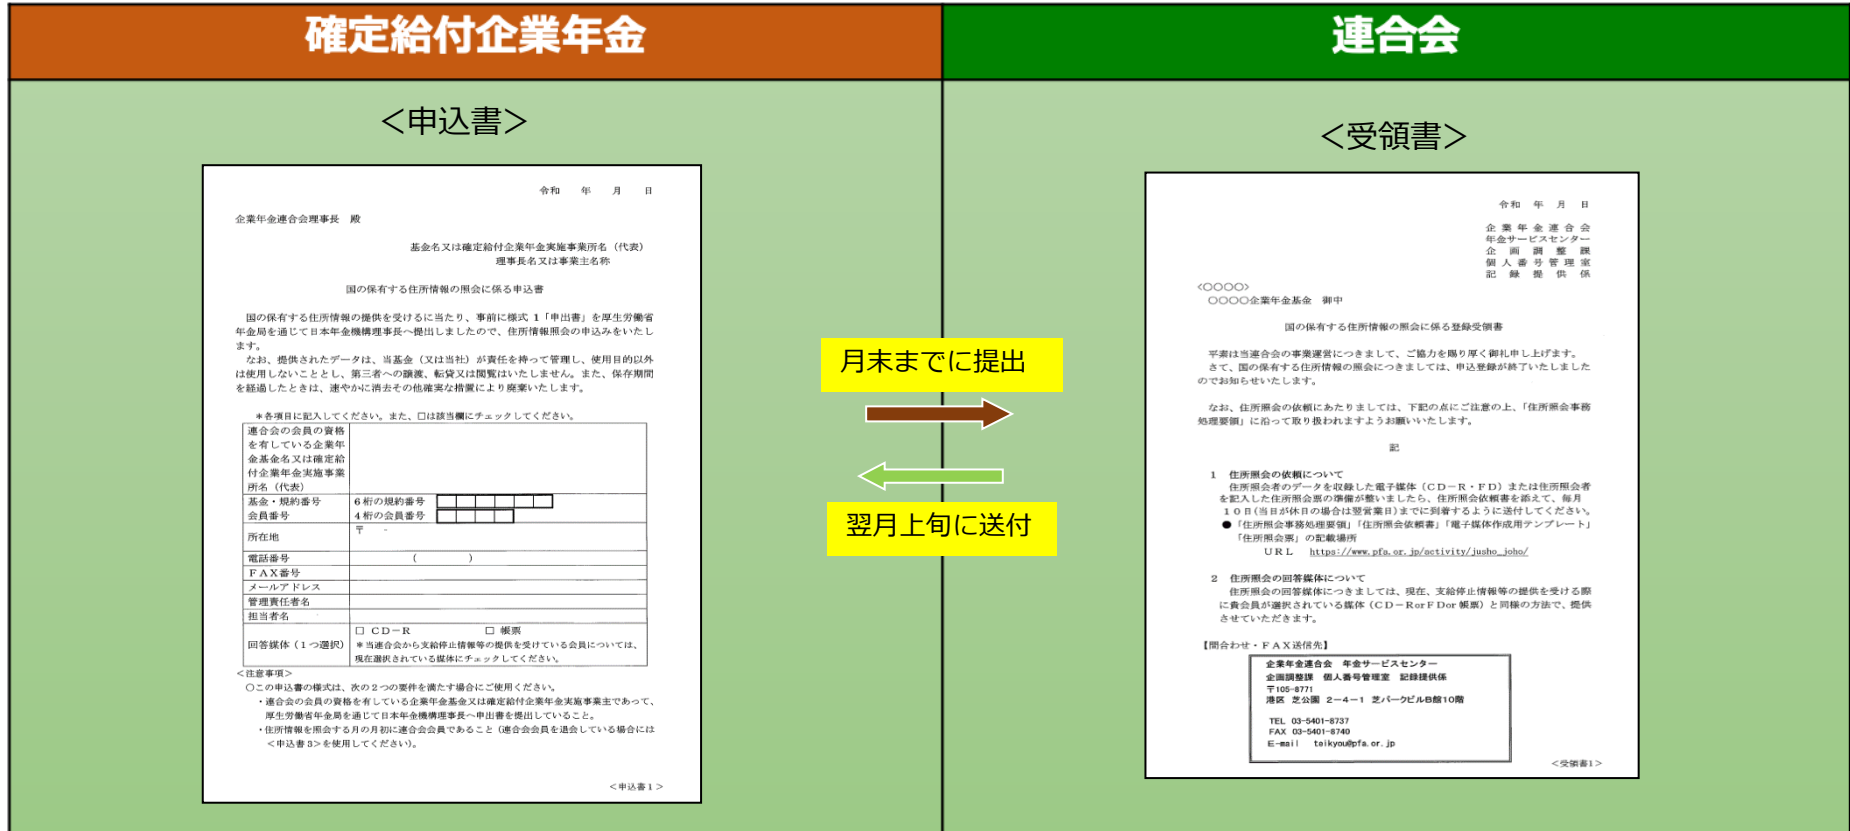 確定給付企業年金
連合会
＜申込書＞
令和　年　月　日
企業年金連合会理事長　殿
基金名又は確定給付企業年金実施事業所名（代表）
理事長名又は事業主名称
国の保有する住所情報の照会に係る申込書
国の保有する住所情報の提供を受けるに当たり、事前に様式１「申出書」を厚生労働省
年金局を通じて日本年金機構理事長へ提出しましたので、住所情報照会の申込みをいたし
ます。
なお、提供されたデータは、当基金（又は当社）が責任を持って管理し、使用目的以外
は使用しないこととし、第三者への譲渡、転貸又は閲覧はいたしません。また、保存期間
を経過したときは、速やかに消去その他確実な措置により廃棄いたします。
＊各項目に記入してください。また、□は該当欄にチェックしてください。
連合会の会員の資格
を有している企業年
金基金名又は確定給
付企業年金実施事業
所名（代表）
基金・規約番号　6桁の規約番号
会員番号　4桁の会員番号
所在地　〒　-
電話番号　（　　）
ＦＡＸ番号
メールアドレス
管理責任者名
担当者名
回答媒体（１つ選択）
□ ＣＤ－Ｒ　□ 帳票
＊当連合会から支給停止情報等の提供を受けている会員については、
現在選択されている媒体にチェックしてください。
＜注意事項＞
○この申込書の様式は、次の２つの要件を満たす場合にご使用ください。
・連合会の会員の資格を有している企業年金基金又は確定給付企業年金実施事業主であって、
厚生労働省年金局を通じて日本年金機構理事長へ申出書を提出していること。
・住所情報を照会する月の月初に連合会会員であること（連合会会員を退会している場合には
＜申込書3＞を使用してください）。
＜申込書１＞
月末までに提出
翌月上旬に送付
＜受領書＞
令和　年　月　日
企業年金連合会
年金サービスセンター
企画調整課
個人番号管理室
記録提供係
<○○○○>
○○○○企業年金基金　御中
国の保有する住所情報の照会に係る登録受領書
平素は当連合会の事業運営につきまして、ご協力を賜り厚く御礼申し上げます。
さて、国の保有する住所情報の照会につきましては、申込登録が終了いたしました
のでお知らせいたします。
なお、住所照会の依頼にあたりましては、下記の点にご注意の上、「住所照会事務
処理要領」に沿って取り扱われますようお願いいたします。
記
１　住所照会の依頼について
住所照会者のデータを収録した電子媒体（ＣＤ－Ｒ・ＦＤ）または住所照会者
を記入した住所照会票の準備が整いましたら、住所照会依頼書を添えて、毎月
１０日（当日が休日の場合は翌営業日）までに到着するように送付してください。
●「住所照会事務処理要領」「住所照会依頼書」「電子媒体作成用テンプレート」
「住所照会票」の記載場所
ＵＲＬ　https://www.pfa.or.jp/activity/jusho_joho/
２　住所照会の回答媒体について
住所照会の回答媒体につきましては、現在、支給停止情報等の提供を受ける際
に貴会員が選択されている媒体（ＣＤ－ＲorＦＤor帳票）と同様の方法で、提供
させていただきます。
【問合わせ・ＦＡＸ送信先】
企業年金連合会　年金サービスセンター
企画調整課　個人番号管理室　記録提供係
〒105-8771
港区 芝公園 2－4－1 芝パークビルB館10階
TEL 03-5401-8737
FAX 03-5401-8740
E-mail　teikyou@pfa.or.jp
＜受領書1＞